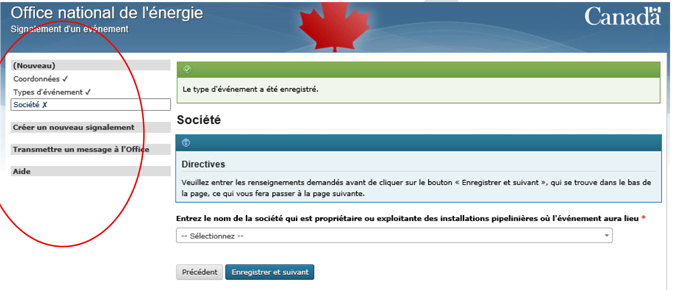 Office national de l'énergie
Signalement d'un événement
Canada
(Nouveau)
Coordonnées ✓
Types d'événement ✓
Société ✗
Créer un nouveau signalement
Transmettre un message à l'Office
Aide
Le type d'événement a été enregistré.
Société
Directives
Veuillez entrer les renseignements demandés avant de cliquer sur le bouton « Enregistrer et suivant », qui se trouve dans le bas de
la page, ce qui vous fera passer à la page suivante.
Entrez le nom de la société qui est propriétaire ou exploitante des installations pipelinières où l'événement aura lieu *
-- Sélectionnez --
Précédent
Enregistrer et suivant